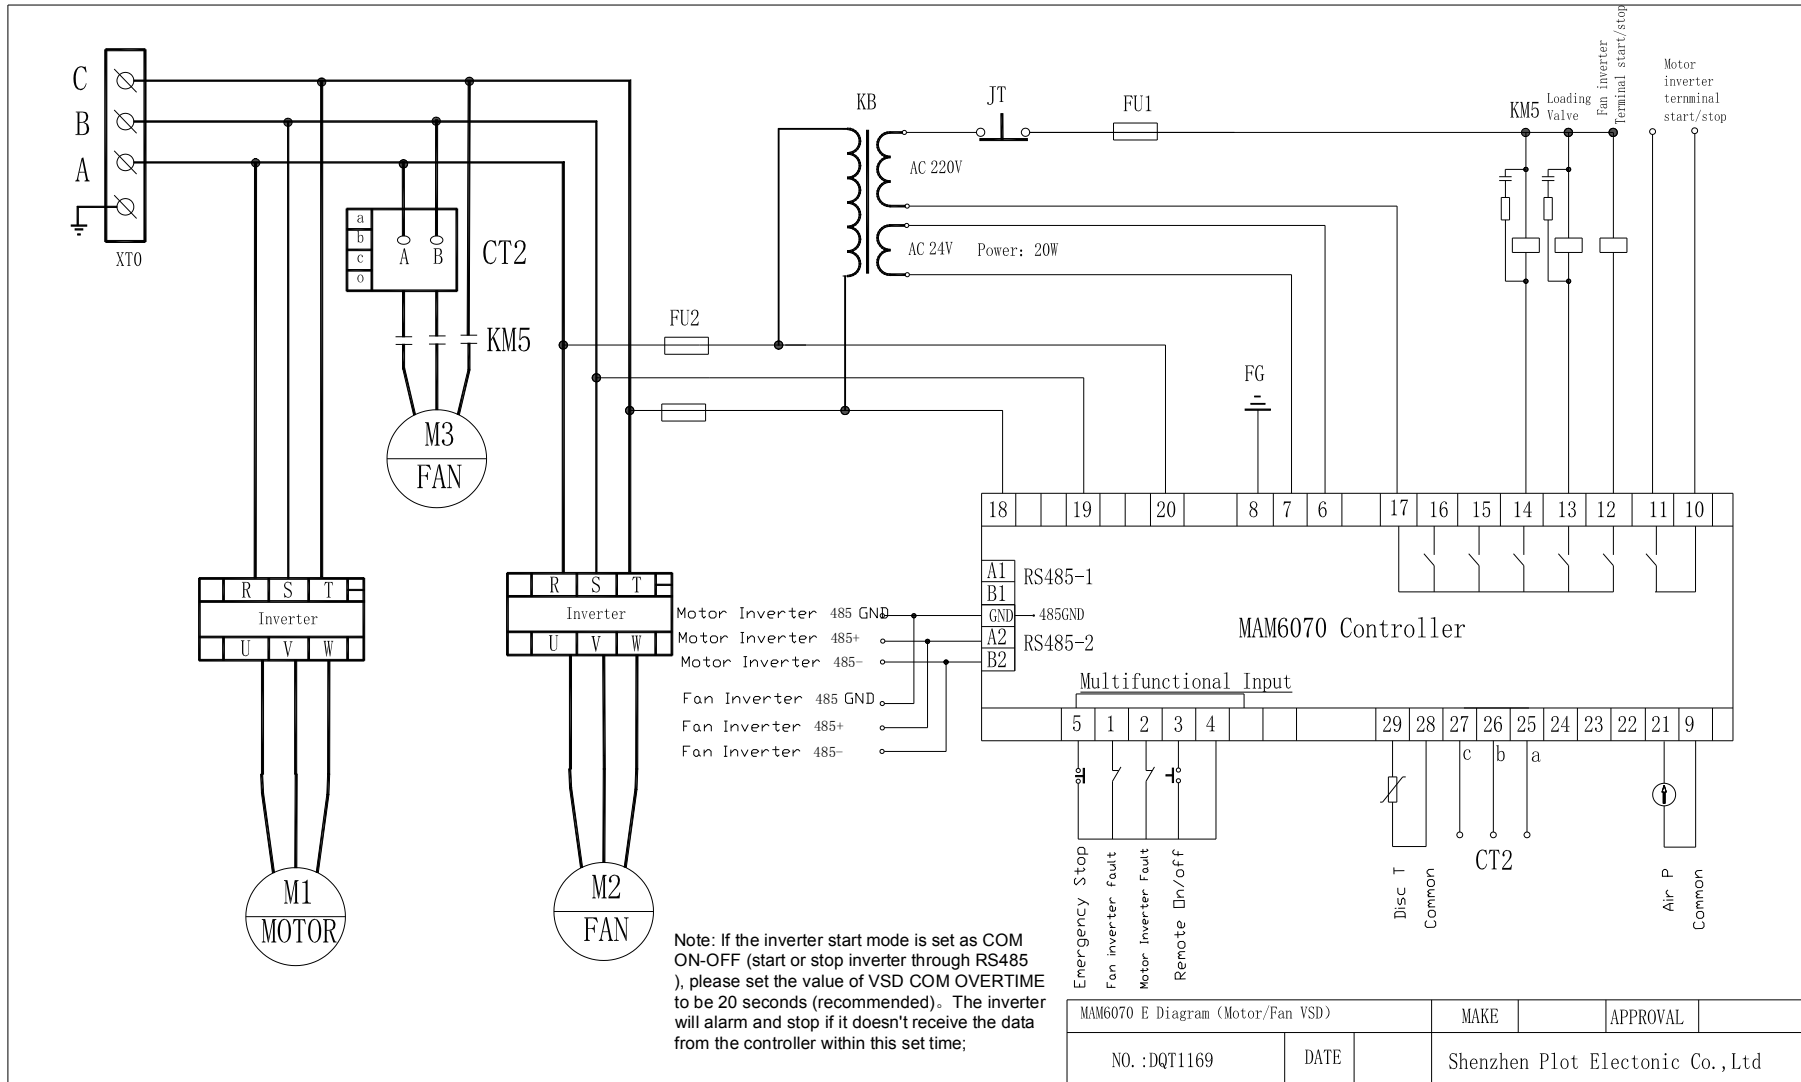 C
B
A
XT0
a
b
c
o
A B
CT2
KM5
M3
FAN
R S T
Inverter
U V W
M1
MOTOR
R S T
Inverter
U V W
M2
FAN
KB
JT
FU1
AC 220V
AC 24V Power: 20W
FU2
FG
KM5
Loading
Valve
Fan inverter
Terminal start/stop
Motor
inverter
ternminal
start/stop
18 19 20 8 7 6 17 16 15 14 13 12 11 10
A1
B1
RS485-1
GND
485GND
A2
B2
RS485-2
MAM6070 Controller
Motor Inverter 485 GND
Motor Inverter 485+
Motor Inverter 485-
Fan Inverter 485 GND
Fan Inverter 485+
Fan Inverter 485-
Multifunctional Input
5 1 2 3 4 29 28 27 26 25 24 23 22 21 9
c b a
CT2
Emergency Stop
Fan inverter fault
Motor Inverter Fault
Remote On/off
Disc T
Common
Air P
Common
Note: If the inverter start mode is set as COM
ON-OFF (start or stop inverter through RS485
), please set the value of VSD COM OVERTIME
to be 20 seconds (recommended)。The inverter
will alarm and stop if it doesn't receive the data
from the controller within this set time;
MAM6070 E Diagram (Motor/Fan VSD)
MAKE
APPROVAL
NO.:DQT1169
DATE
Shenzhen Plot Electonic Co.,Ltd